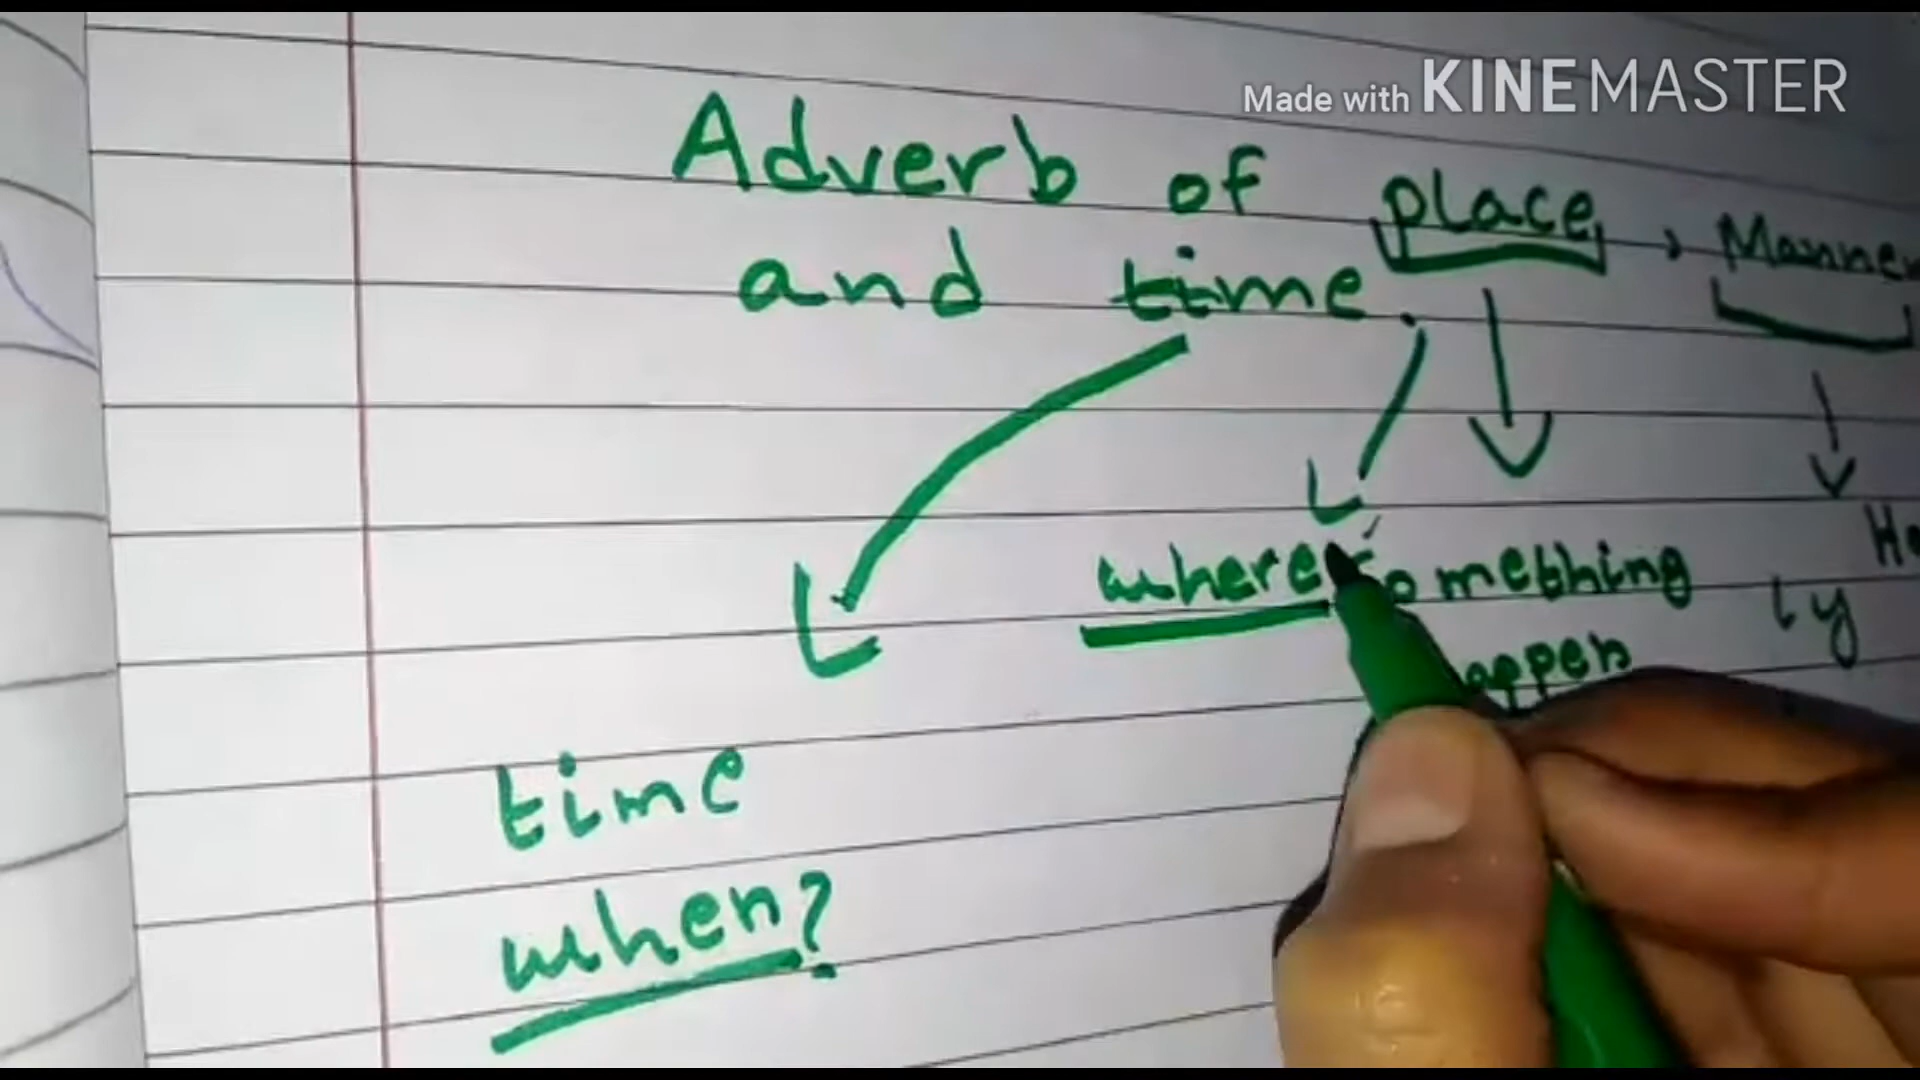 Made with KINEMASTER
Adverb of place, Manner
and time.
where something
happen
ly
time
when?